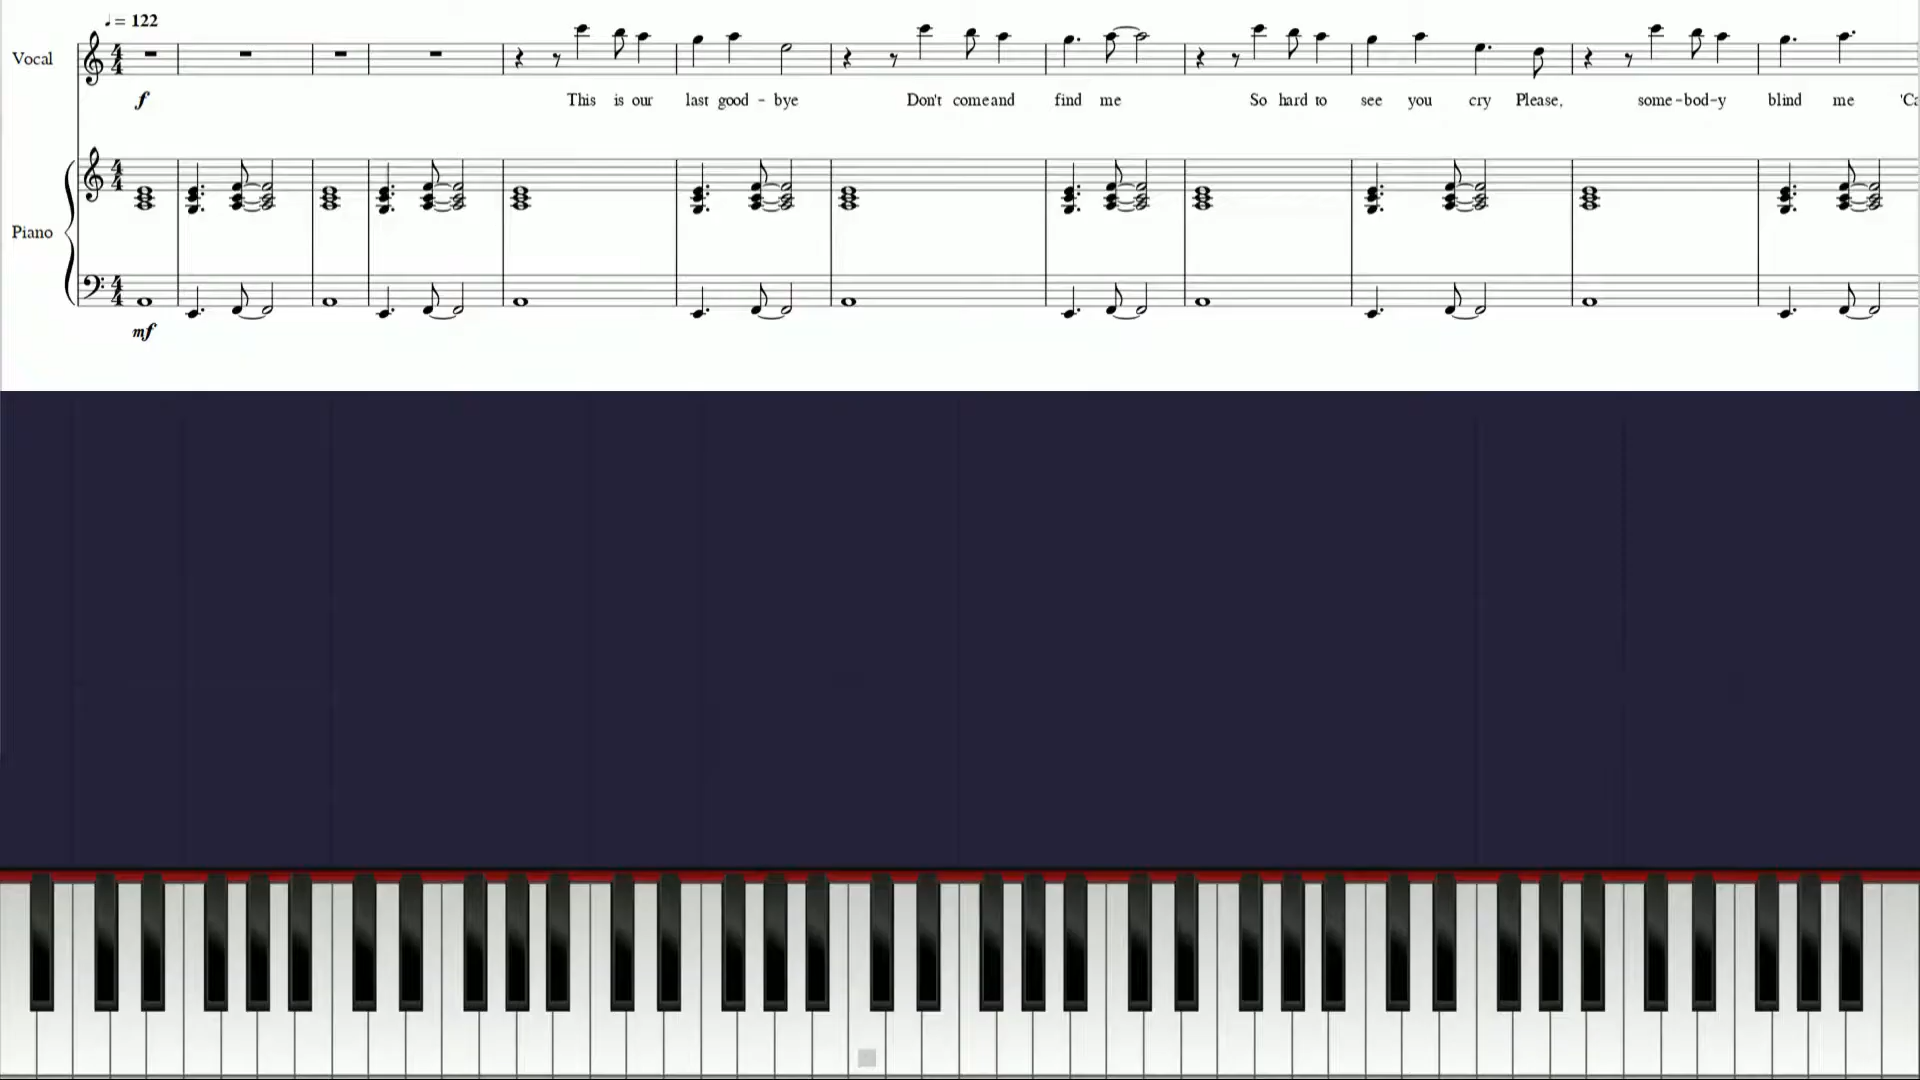 ♩ = 122
Vocal
f
This is our last good - bye Don't come and find me So hard to see you cry Please, some - bod - y blind me 'Ca
Piano
mf